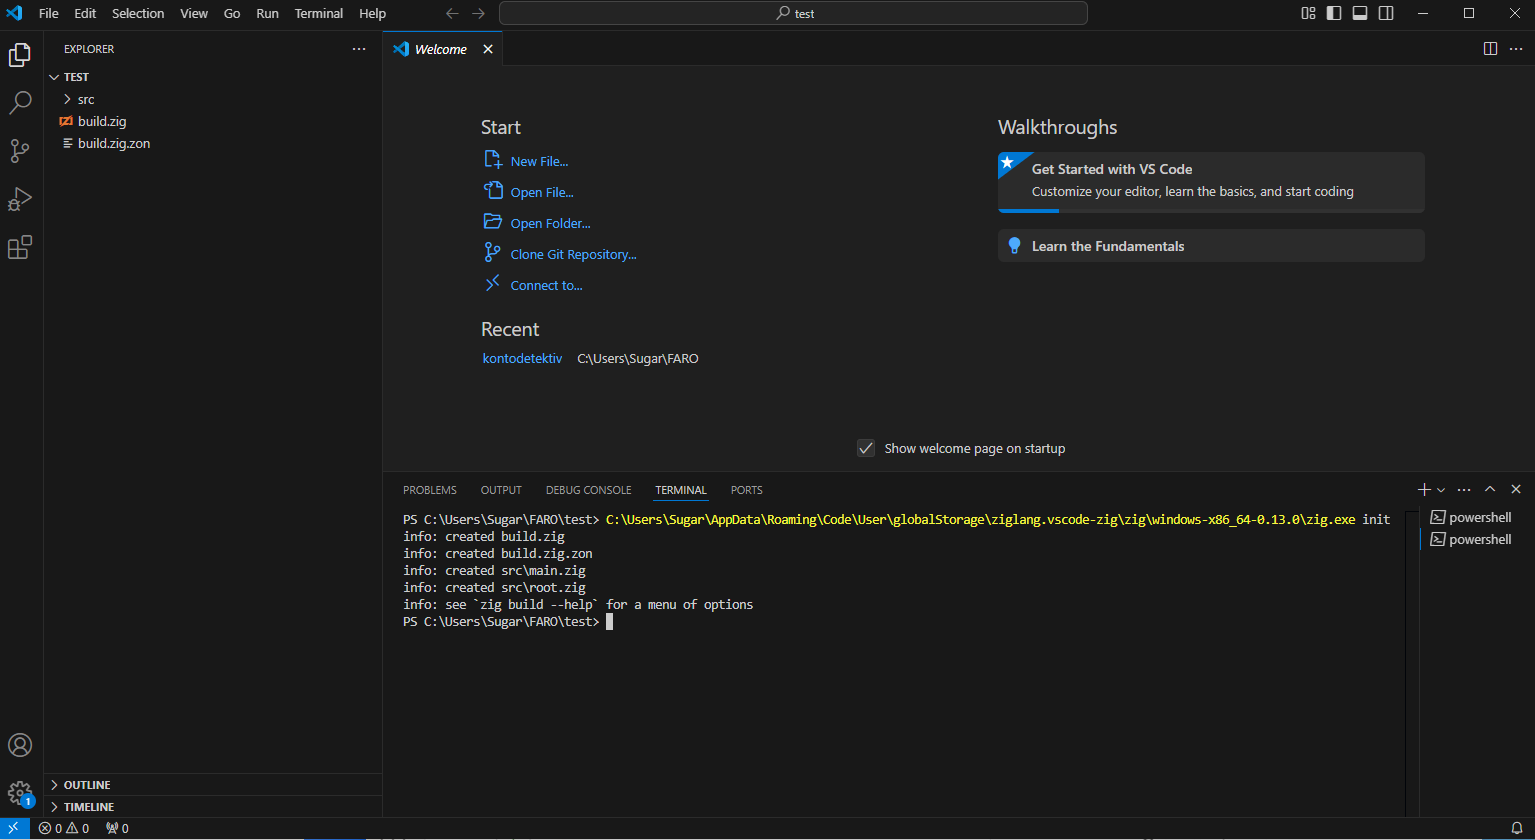 File Edit Selection View Go Run Terminal Help
test
EXPLORER
TEST
src
build.zig
build.zig.zon
OUTLINE
TIMELINE
Welcome
Start
New File...
Open File...
Open Folder...
Clone Git Repository...
Connect to...
Recent
kontodetektiv C:\Users\Sugar\FARO
Walkthroughs
Get Started with VS Code
Customize your editor, learn the basics, and start coding
Learn the Fundamentals
Show welcome page on startup
PROBLEMS OUTPUT DEBUG CONSOLE TERMINAL PORTS
PS C:\Users\Sugar\FARO\test> C:\Users\Sugar\AppData\Roaming\Code\User\globalStorage\ziglang.vscode-zig\zig\windows-x86_64-0.13.0\zig.exe init
info: created build.zig
info: created build.zig.zon
info: created src\main.zig
info: created src\root.zig
info: see `zig build --help` for a menu of options
PS C:\Users\Sugar\FARO\test>
powershell
powershell
1
0 0 0